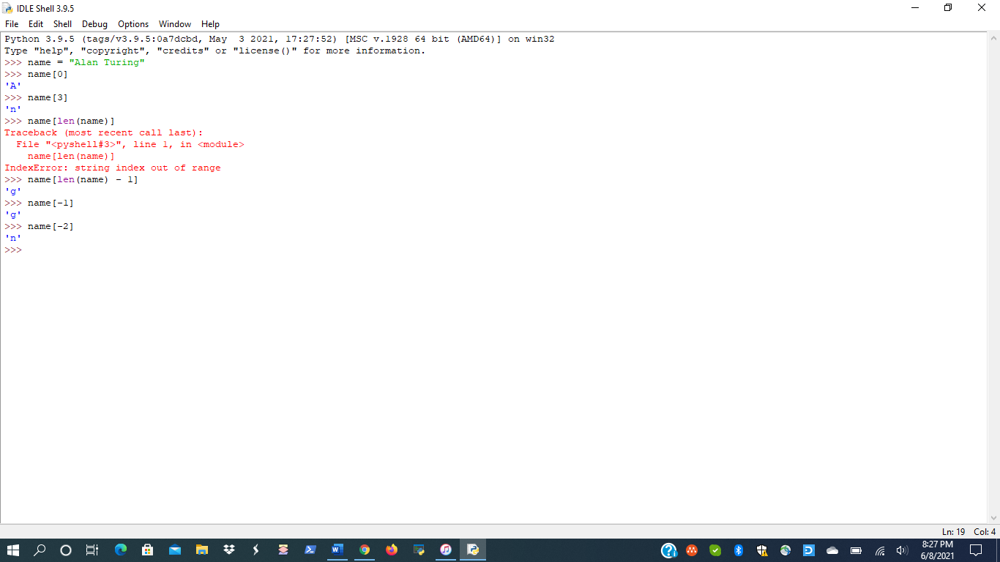 IDLE Shell 3.9.5
File Edit Shell Debug Options Window Help
Python 3.9.5 (tags/v3.9.5:0a7dcbd, May  3 2021, 17:27:52) [MSC v.1928 64 bit (AMD64)] on win32
Type "help", "copyright", "credits" or "license()" for more information.
>>> name = "Alan Turing"
>>> name[0]
'A'
>>> name[3]
'n'
>>> name[len(name)]
Traceback (most recent call last):
  File "<pyshell#3>", line 1, in <module>
    name[len(name)]
IndexError: string index out of range
>>> name[len(name) - 1]
'g'
>>> name[-1]
'g'
>>> name[-2]
'n'
>>>
Ln: 19 Col: 4
8:27 PM
6/8/2021